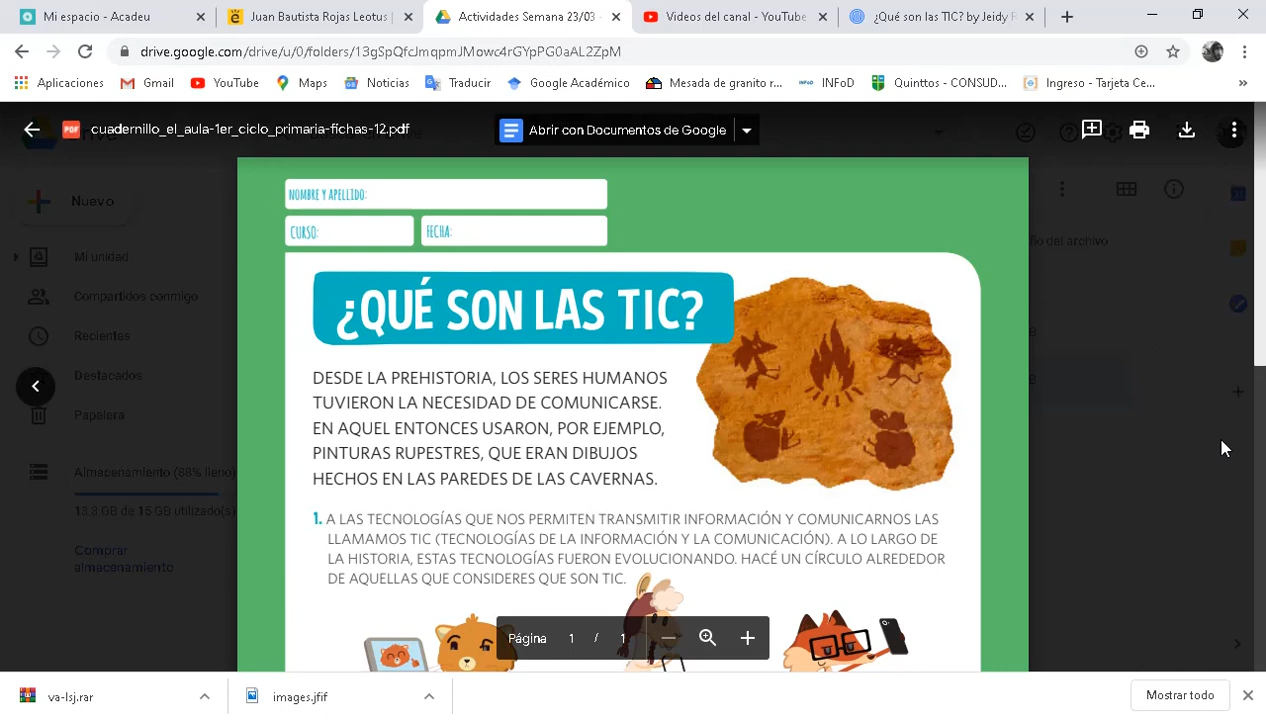 Mi espacio - Acadeu
Juan Bautista Rojas Jardin
Actividades Semana 23/03 -
Videos del canal - YouTube
¿Qué son las TIC? by Jeidy R
drive.google.com/drive/u/0/folders/13gSpQfcJmqpmJMowc4rGYpPG0aAL2ZpM
Aplicaciones
Gmail
YouTube
Maps
Noticias
Traducir
Google Académico
Mesada de granito r...
INFoD
Quinttos - CONSUD...
Ingreso - Tarjeta Ce...
»
PDF
cuadernillo_el_aula-1er_ciclo_primaria-fichas-12.pdf
Abrir con Documentos de Google
Nuevo
Mi unidad
Compartidos conmigo
Recientes
Destacados
Papelera
Almacenamiento (88% lleno)
13.3 GB de 15 GB utilizado(s)
Comprar
almacenamiento
ño del archivo
NOMBRE Y APELLIDO:
CURSO:
FECHA:
¿QUÉ SON LAS TIC?
DESDE LA PREHISTORIA, LOS SERES HUMANOS
TUVIERON LA NECESIDAD DE COMUNICARSE.
EN AQUEL ENTONCES USARON, POR EJEMPLO,
PINTURAS RUPESTRES, QUE ERAN DIBUJOS
HECHOS EN LAS PAREDES DE LAS CAVERNAS.
1. A LAS TECNOLOGÍAS QUE NOS PERMITEN TRANSMITIR INFORMACIÓN Y COMUNICARNOS LAS
LLAMAMOS TIC (TECNOLOGÍAS DE LA INFORMACIÓN Y LA COMUNICACIÓN). A LO LARGO DE
LA HISTORIA, ESTAS TECNOLOGÍAS FUERON EVOLUCIONANDO. HACÉ UN CÍRCULO ALREDEDOR
DE AQUELLAS QUE CONSIDERES QUE SON TIC.
Página 1 / 1
va-lsj.rar
images.jfif
Mostrar todo